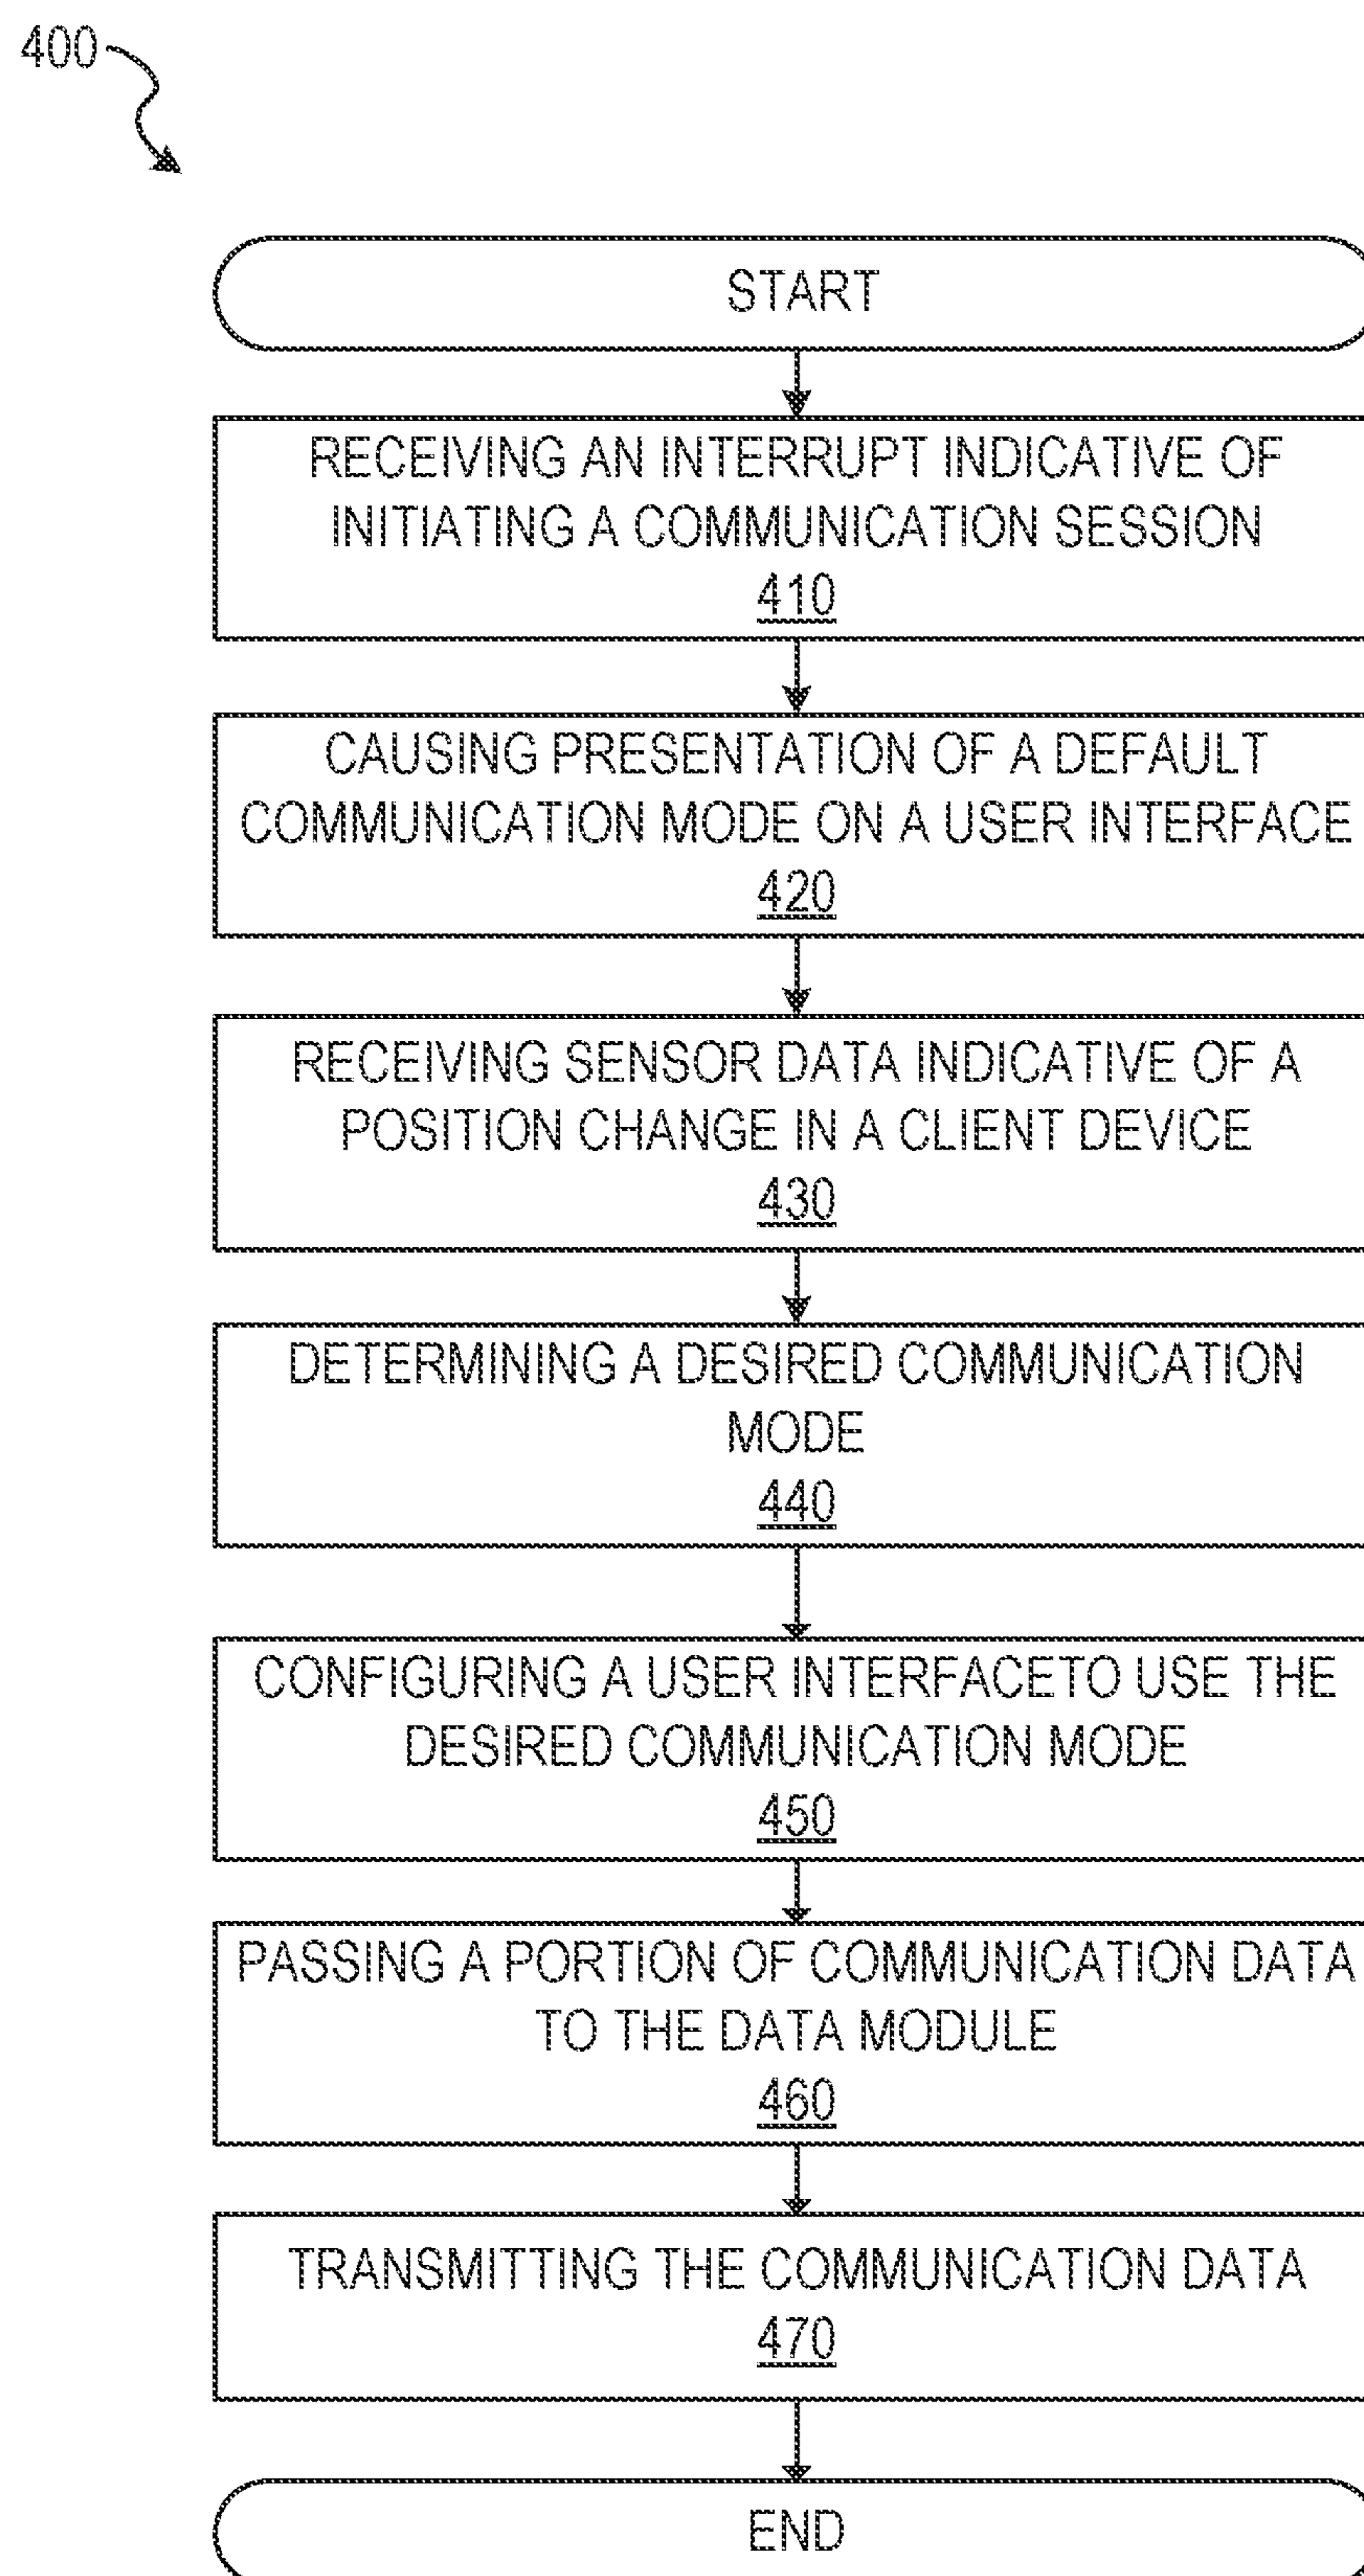 400
START
RECEIVING AN INTERRUPT INDICATIVE OF
INITIATING A COMMUNICATION SESSION
410
CAUSING PRESENTATION OF A DEFAULT
COMMUNICATION MODE ON A USER INTERFACE
420
RECEIVING SENSOR DATA INDICATIVE OF A
POSITION CHANGE IN A CLIENT DEVICE
430
DETERMINING A DESIRED COMMUNICATION
MODE
440
CONFIGURING A USER INTERFACETO USE THE
DESIRED COMMUNICATION MODE
450
PASSING A PORTION OF COMMUNICATION DATA
TO THE DATA MODULE
460
TRANSMITTING THE COMMUNICATION DATA
470
END